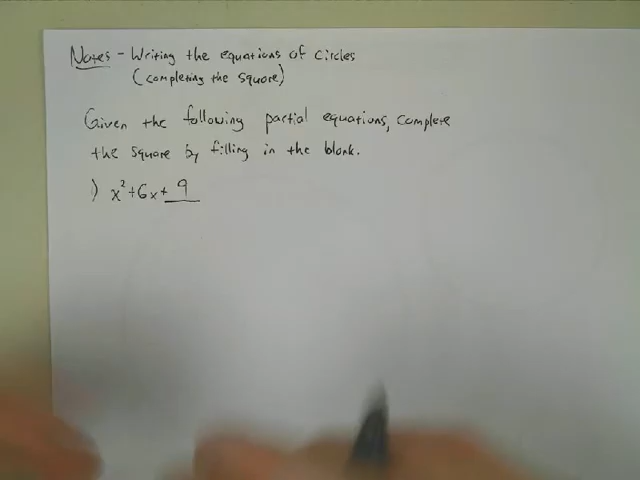 Notes - Writing the equations of circles
(completing the square)
Given the following partial equations, complete
the square by filling in the blank.
1) x² + 6x + 9